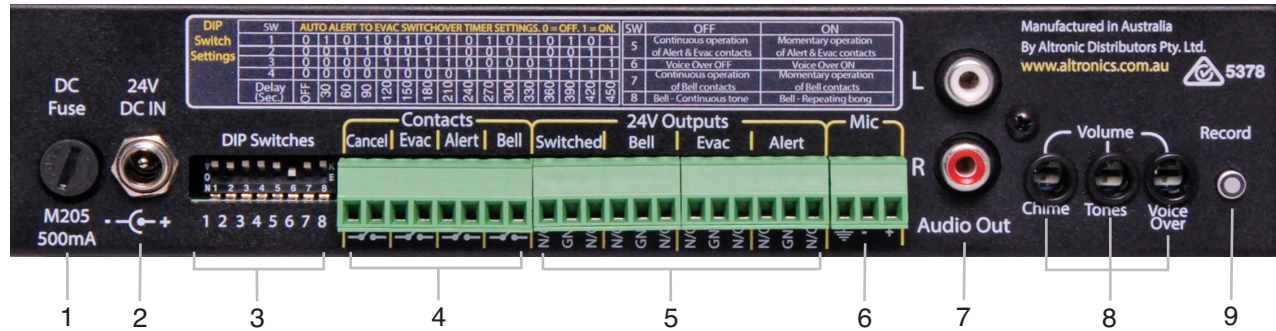 DIP Switch Settings
SW AUTO ALERT TO EVAC SWITCHOVER TIMER SETTINGS. 0 = OFF. 1 = ON.
1 0 1 0 1 0 1 0 1 0 1 0 1 0 1 0 1
2 0 0 1 1 0 0 1 1 0 0 1 1 0 0 1 1
3 0 0 0 0 1 1 1 1 0 0 0 0 1 1 1 1
4 0 0 0 0 0 0 0 0 1 1 1 1 1 1 1 1
Delay (Sec.) OFF 30 60 90 120 150 180 210 240 270 300 330 360 390 420 450
SW OFF ON
5 Continuous operation of Alert & Evac contacts Momentary operation of Alert & Evac contacts
6 Voice Over OFF Voice Over ON
7 Continuous operation of Bell contacts Momentary operation of Bell contacts
8 Bell - Continuous tone Bell - Repeating bong
Manufactured in Australia
By Altronic Distributors Pty. Ltd.
www.altronics.com.au
5378
DC Fuse
M205 500mA
24V DC IN
- +
DIP Switches
ON KE
1 2 3 4 5 6 7 8
1 2 3 4 5 6 7 8
Contacts
Cancel Evac Alert Bell
24V Outputs
Switched Bell Evac Alert
N/O GND N/C N/O GND N/C N/O GND N/C N/O GND N/C
Mic
- +
L
R
Audio Out
Volume
Chime Tones Voice Over
Record
1 2 3 4 5 6 7 8 9